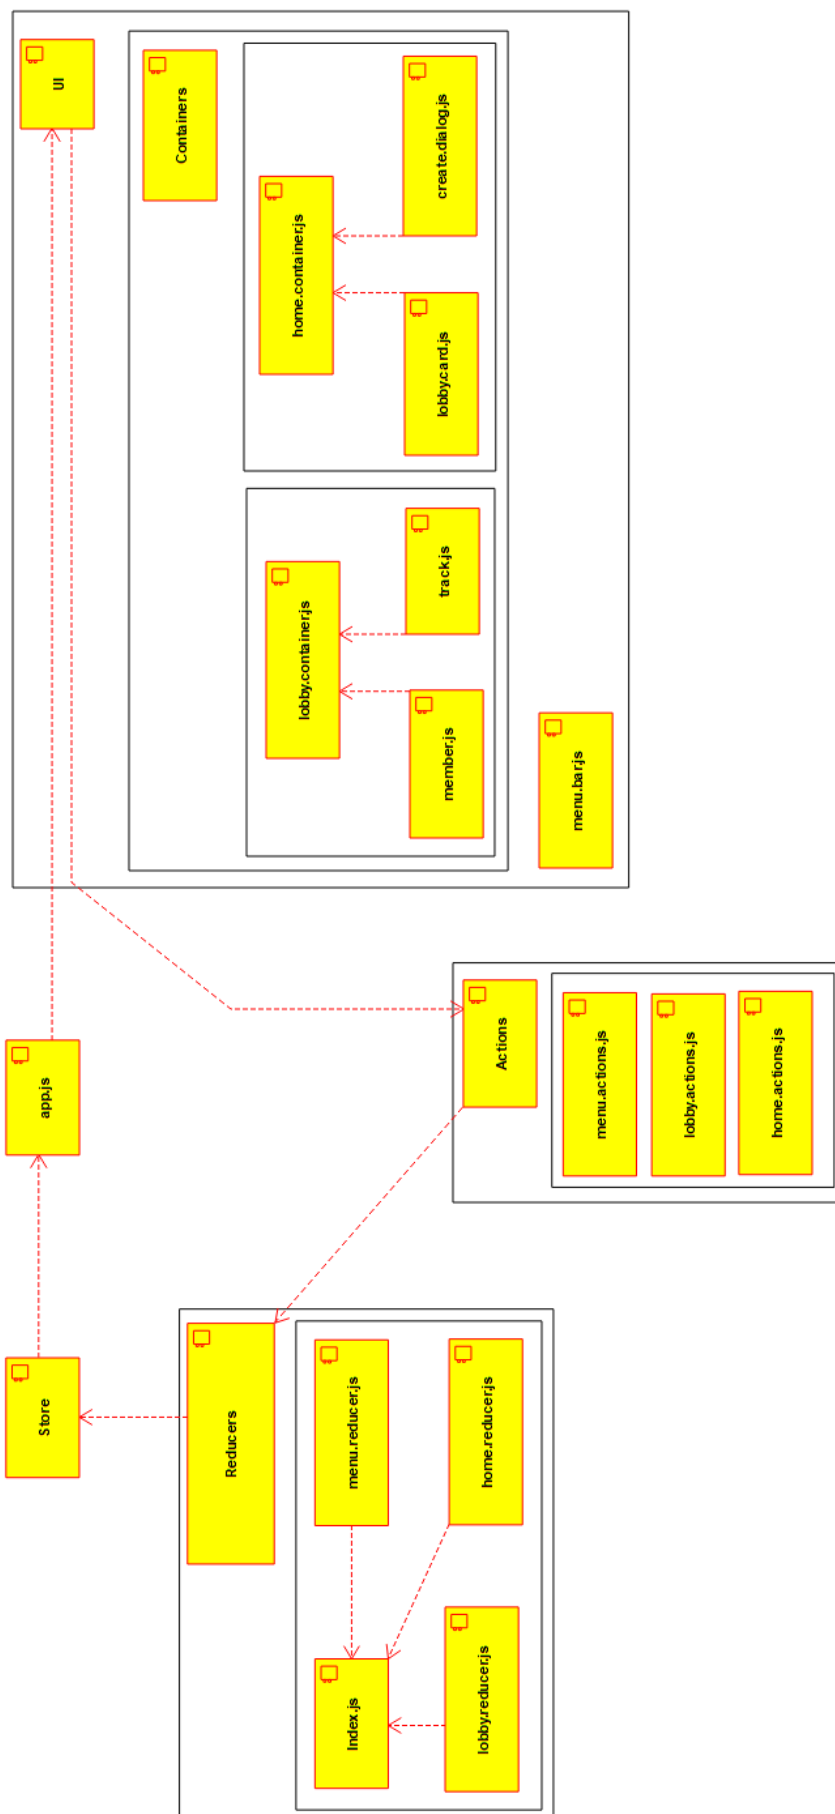 Store
app.js
UI
Reducers
menu.reducer.js
Index.js
home.reducer.js
lobby.reducer.js
Actions
menu.actions.js
lobby.actions.js
home.actions.js
Containers
lobby.container.js
member.js
track.js
home.container.js
lobby.card.js
create.dialog.js
menu.bar.js